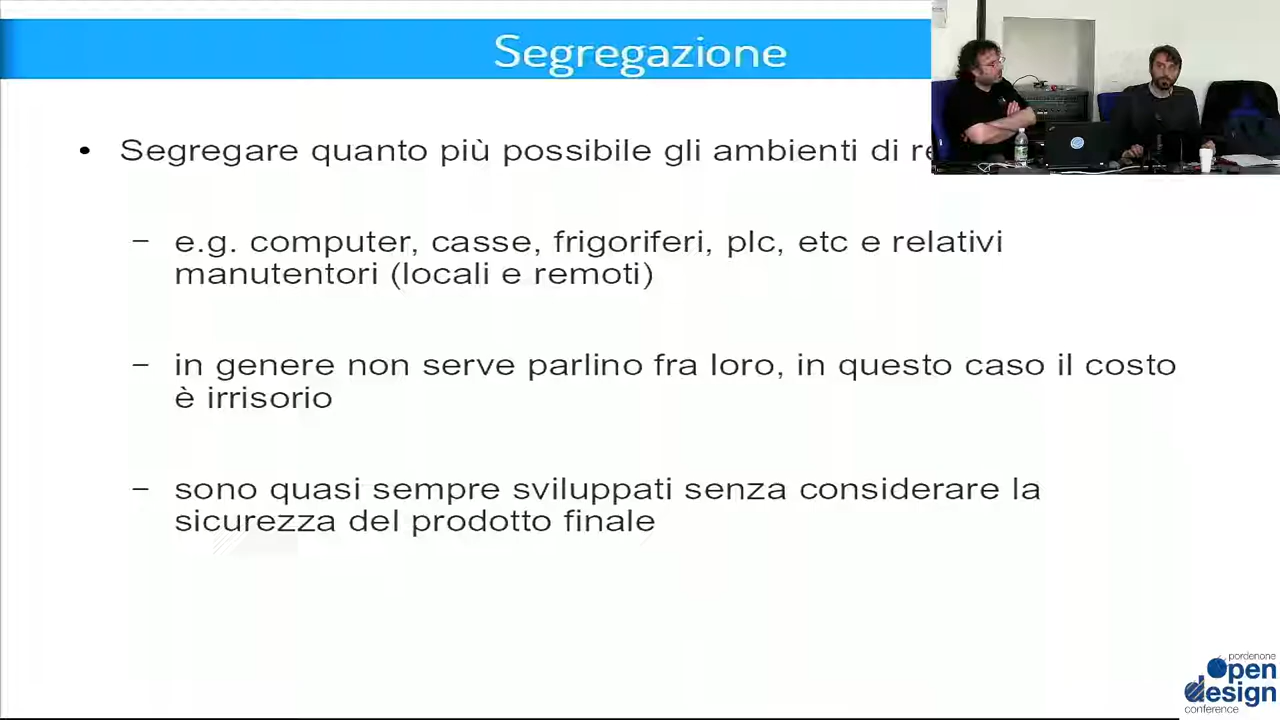 Segregazione
• Segregare quanto più possibile gli ambienti di
– e.g. computer, casse, frigoriferi, plc, etc e relativi
manutentori (locali e remoti)
– in genere non serve parlino fra loro, in questo caso il costo
è irrisorio
– sono quasi sempre sviluppati senza considerare la
sicurezza del prodotto finale
pordenone
open
design
conference